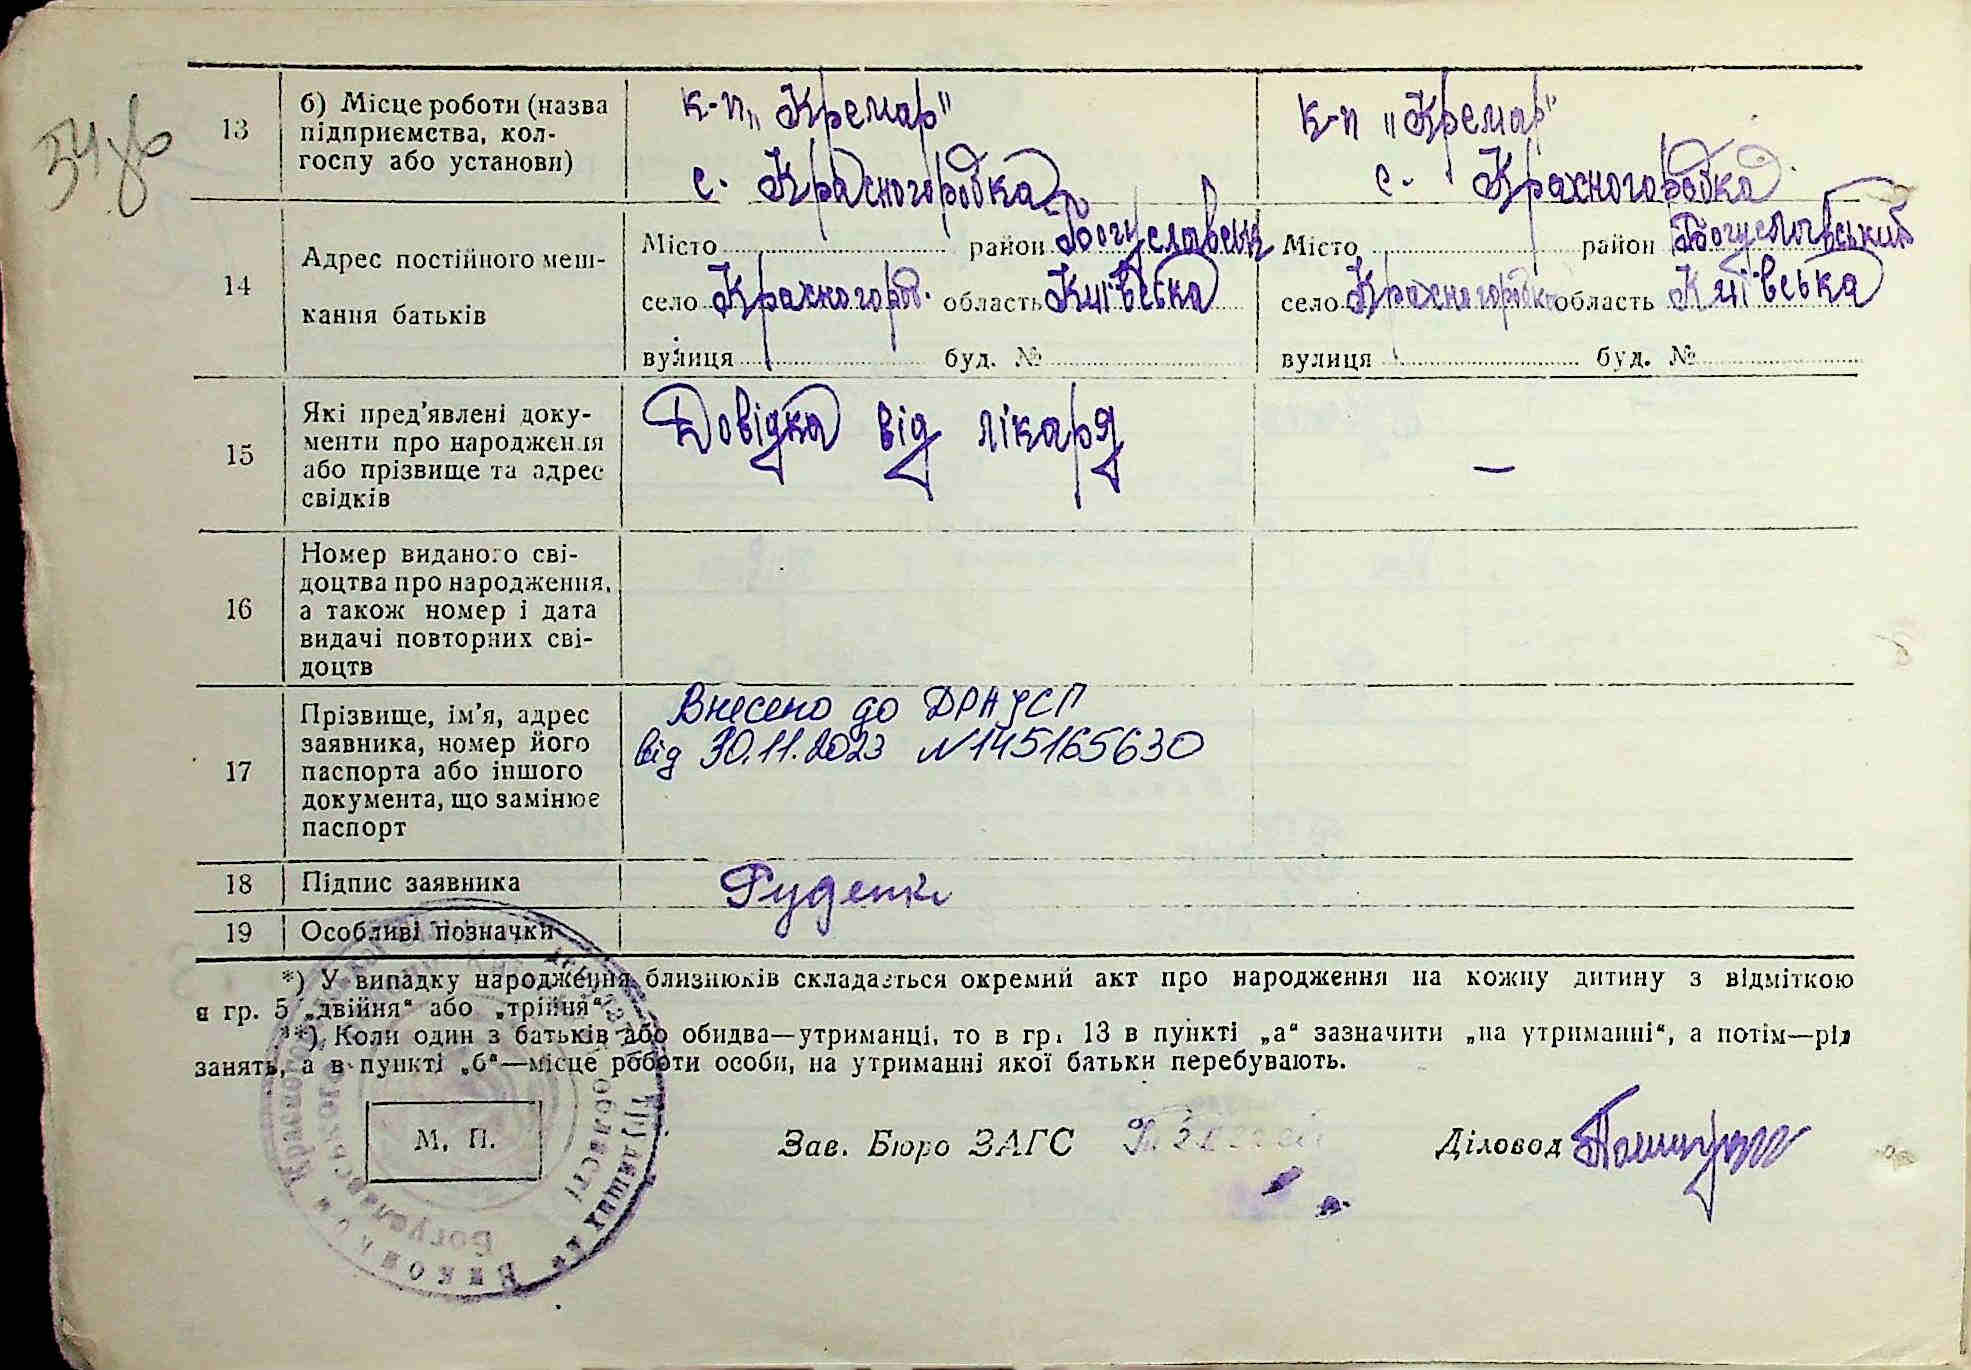 13
б) Місце роботи (назва
підприємства, кол-
госпу або установи)
к-п „Кремар"
с. Красногоровка
к-п „Кремар"
с. Красногоровка
14
Адрес постійного меш-
кання батьків
Місто район Богуславськ
село Красногоров. область Київська
вулиця буд. №
Місто район Богуславський
село Красногоровка область Київська
вулиця буд. №
15
Які пред'явлені доку-
менти про народження
або прізвище та адрес
свідків
Довідка від лікаря
—
16
Номер виданого сві-
доцтва про народження,
а також номер і дата
видачі повторних сві-
доцтв
17
Прізвище, ім'я, адрес
заявника, номер його
паспорта або іншого
документа, що замінює
паспорт
Внесено до ДРАЦСП
від 30.11.2023 №145165630
18
Підпис заявника
Руденко
19
Особливі позначки
*) У випадку народження близнюків складається окремий акт про народження на кожну дитину з відміткою
в гр. 5 „двійня" або „трійня".
**) Коли один з батьків або обидва—утриманці, то в гр. 13 в пункті „а" зазначити „на утриманні", а потім—рід
занять, а в пункті „б"—місце роботи особи, на утриманні якої батьки перебувають.
М. П.
Зав. Бюро ЗАГС
Діловод